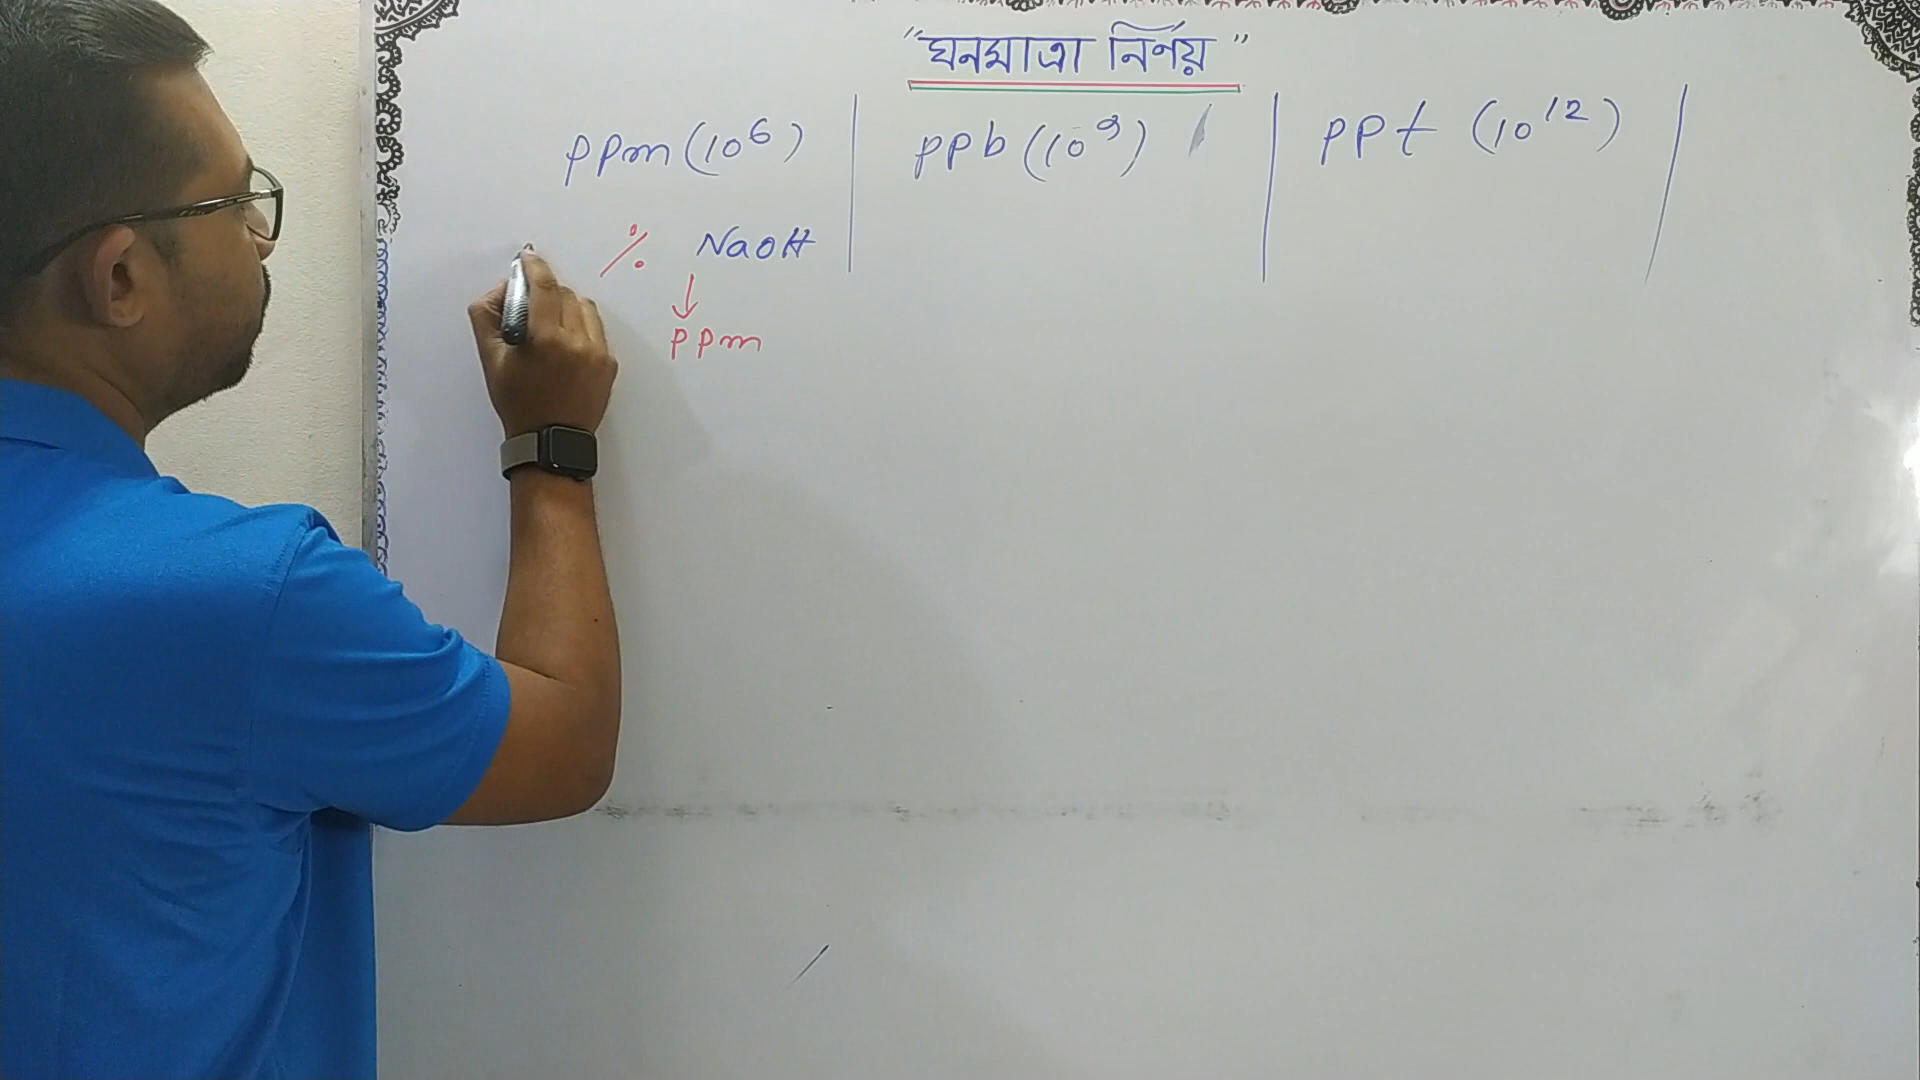 "ঘনমাত্রা নির্ণয়"
ppm (10⁶) ppb (10⁹) ppt (10¹²)
% NaOH
↓
ppm